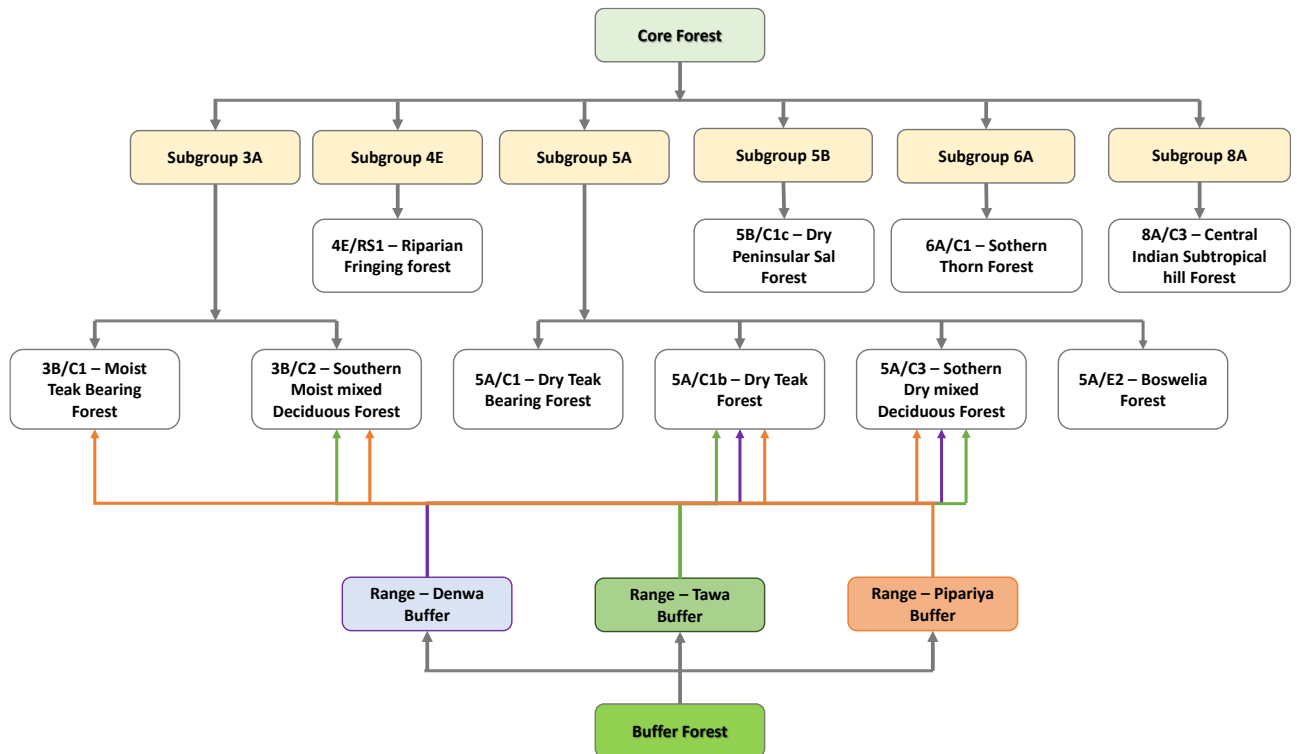 Core Forest
Subgroup 3A
Subgroup 4E
Subgroup 5A
Subgroup 5B
Subgroup 6A
Subgroup 8A
4E/RS1 – Riparian
Fringing forest
5B/C1c – Dry
Peninsular Sal
Forest
6A/C1 – Sothern
Thorn Forest
8A/C3 – Central
Indian Subtropical
hill Forest
3B/C1 – Moist
Teak Bearing
Forest
3B/C2 – Southern
Moist mixed
Deciduous Forest
5A/C1 – Dry Teak
Bearing Forest
5A/C1b – Dry Teak
Forest
5A/C3 – Sothern
Dry mixed
Deciduous Forest
5A/E2 – Boswelia
Forest
Range – Denwa
Buffer
Range – Tawa
Buffer
Range – Pipariya
Buffer
Buffer Forest